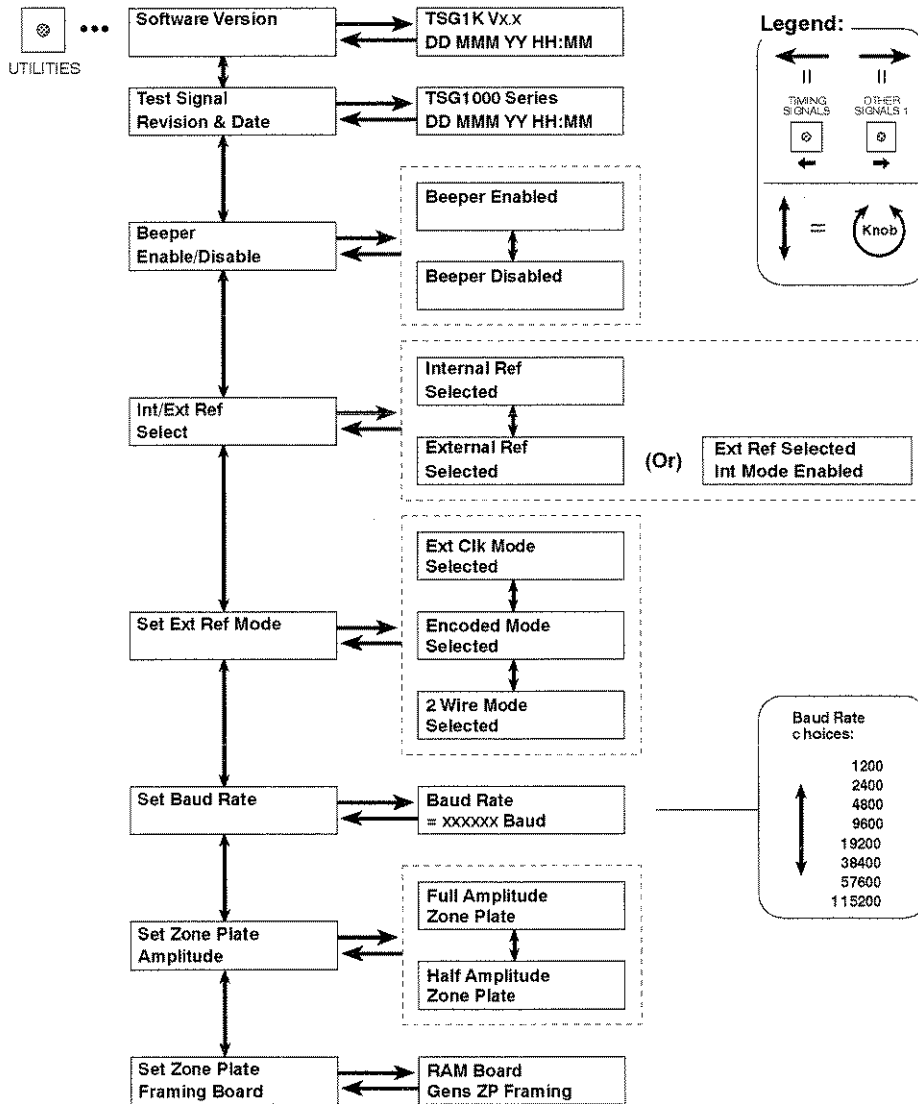 UTILITIES
•••
Software Version
TSG1K Vx.x
DD MMM YY HH:MM
Legend:
=
=
TIMING
SIGNALS
OTHER
SIGNALS 1
=
Knob
Test Signal
Revision & Date
TSG1000 Series
DD MMM YY HH:MM
Beeper
Enable/Disable
Beeper Enabled
Beeper Disabled
Int/Ext Ref
Select
Internal Ref
Selected
External Ref
Selected
(Or)
Ext Ref Selected
Int Mode Enabled
Set Ext Ref Mode
Ext Clk Mode
Selected
Encoded Mode
Selected
2 Wire Mode
Selected
Set Baud Rate
Baud Rate
= xxxxxx Baud
Baud Rate
choices:
1200
2400
4800
9600
19200
38400
57600
115200
Set Zone Plate
Amplitude
Full Amplitude
Zone Plate
Half Amplitude
Zone Plate
Set Zone Plate
Framing Board
RAM Board
Gens ZP Framing